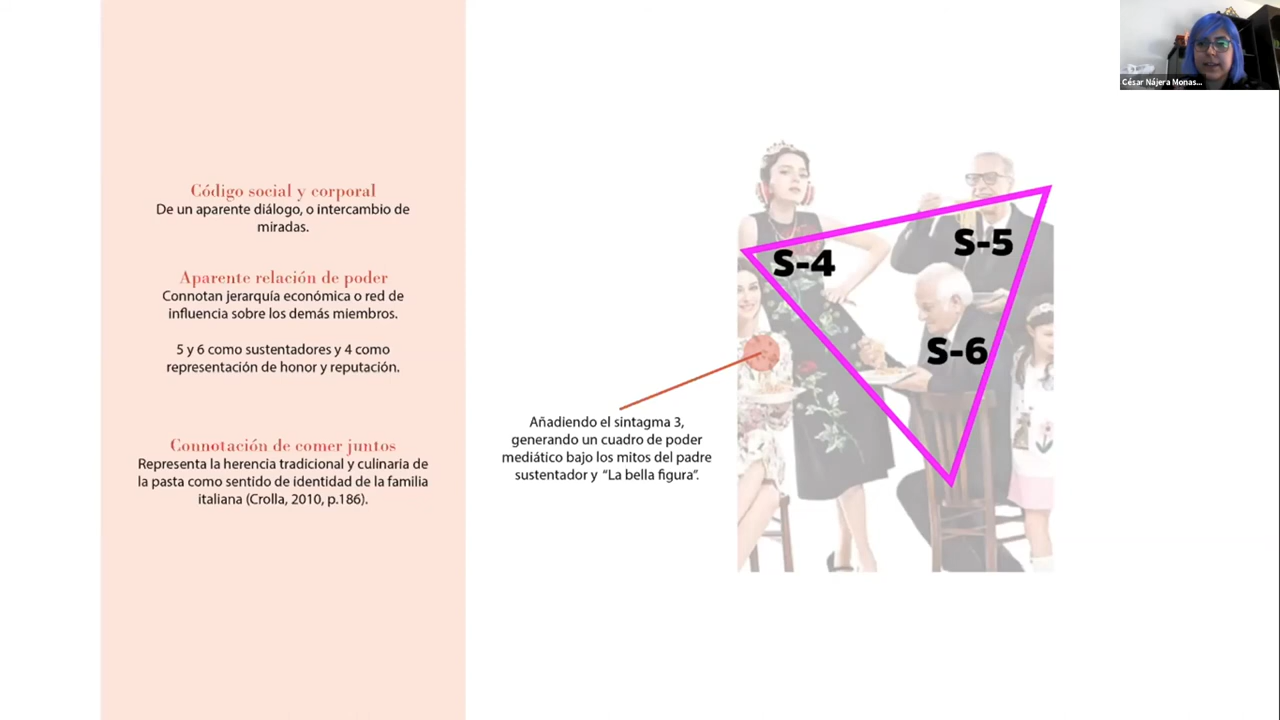 César Nájera Monas...
Código social y corporal
De un aparente diálogo, o intercambio de
miradas.
Aparente relación de poder
Connotan jerarquía económica o red de
influencia sobre los demás miembros.
5 y 6 como sustentadores y 4 como
representación de honor y reputación.
Connotación de comer juntos
Representa la herencia tradicional y culinaria de
la pasta como sentido de identidad de la familia
italiana (Crolla, 2010, p.186).
Añadiendo el sintagma 3,
generando un cuadro de poder
mediático bajo los mitos del padre
sustentador y “La bella figura”.
S-4
S-5
S-6